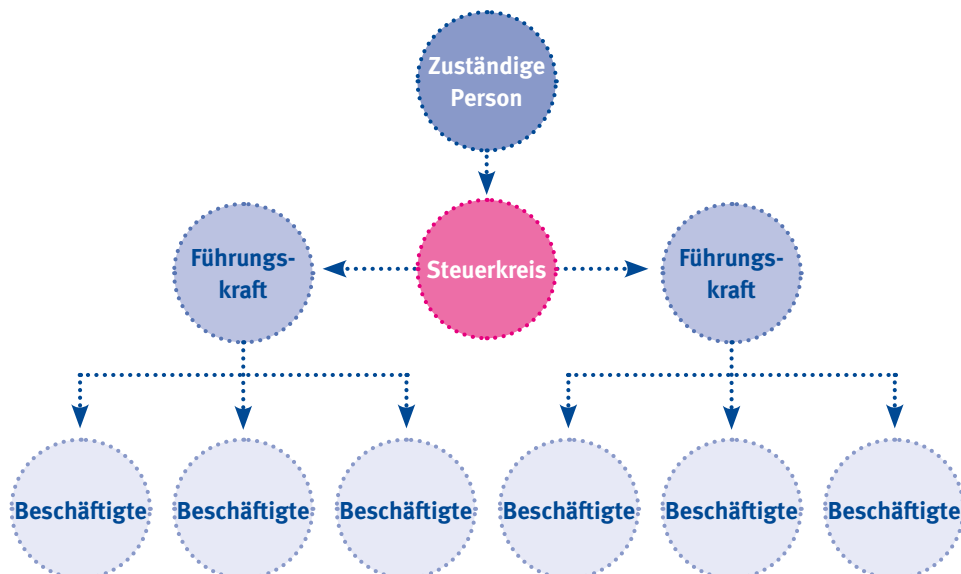 Zuständige
Person
Führungs-
kraft
Steuerkreis
Führungs-
kraft
Beschäftigte
Beschäftigte
Beschäftigte
Beschäftigte
Beschäftigte
Beschäftigte